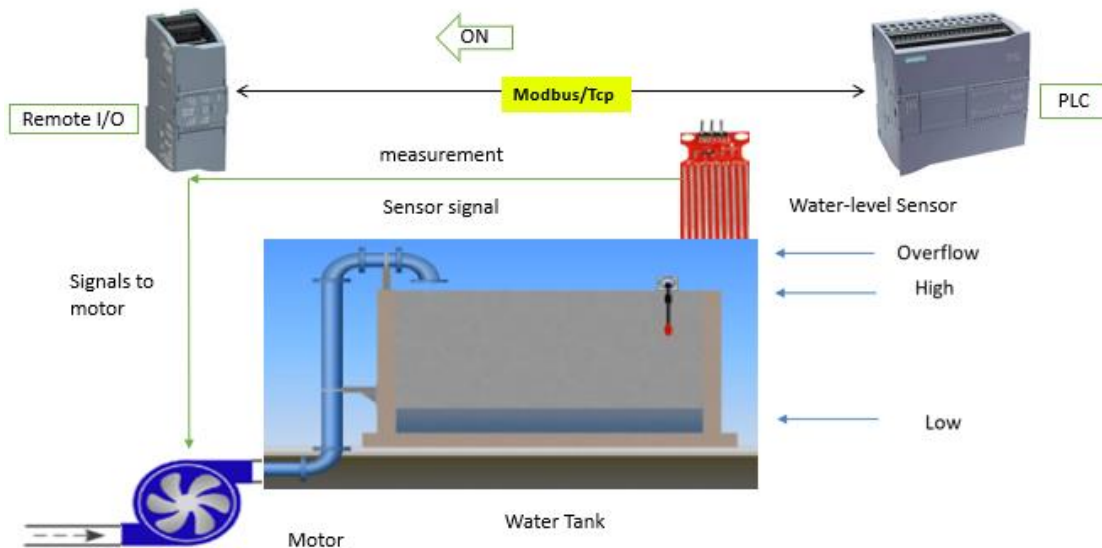 ON
Modbus/Tcp
Remote I/O
PLC
measurement
Sensor signal
Water-level Sensor
Overflow
Signals to
motor
High
Low
Water Tank
Motor